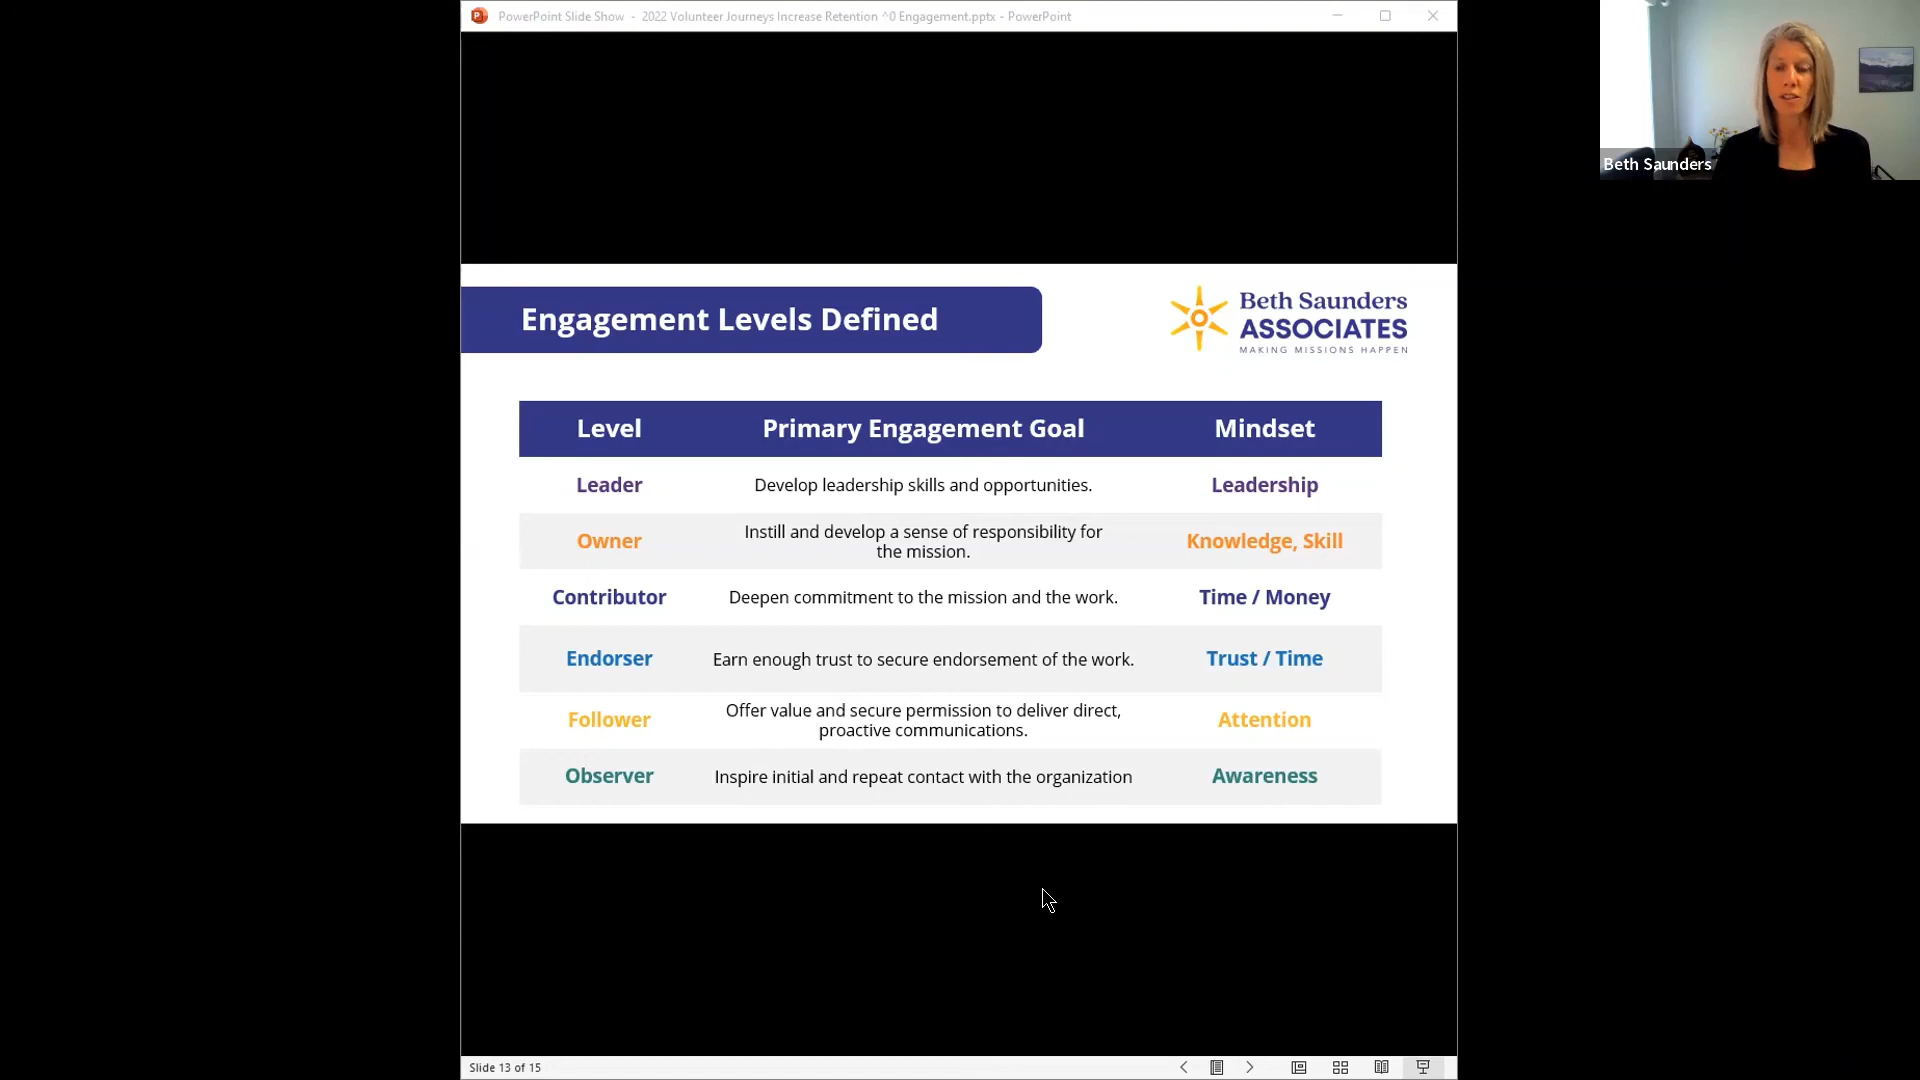 PowerPoint Slide Show - 2022 Volunteer Journeys Increase Retention ^0 Engagement.pptx - PowerPoint
Beth Saunders
Engagement Levels Defined
Beth Saunders
ASSOCIATES
MAKING MISSIONS HAPPEN
Level Primary Engagement Goal Mindset
Leader Develop leadership skills and opportunities. Leadership
Owner Instill and develop a sense of responsibility for
the mission. Knowledge, Skill
Contributor Deepen commitment to the mission and the work. Time / Money
Endorser Earn enough trust to secure endorsement of the work. Trust / Time
Follower Offer value and secure permission to deliver direct,
proactive communications. Attention
Observer Inspire initial and repeat contact with the organization Awareness
Slide 13 of 15